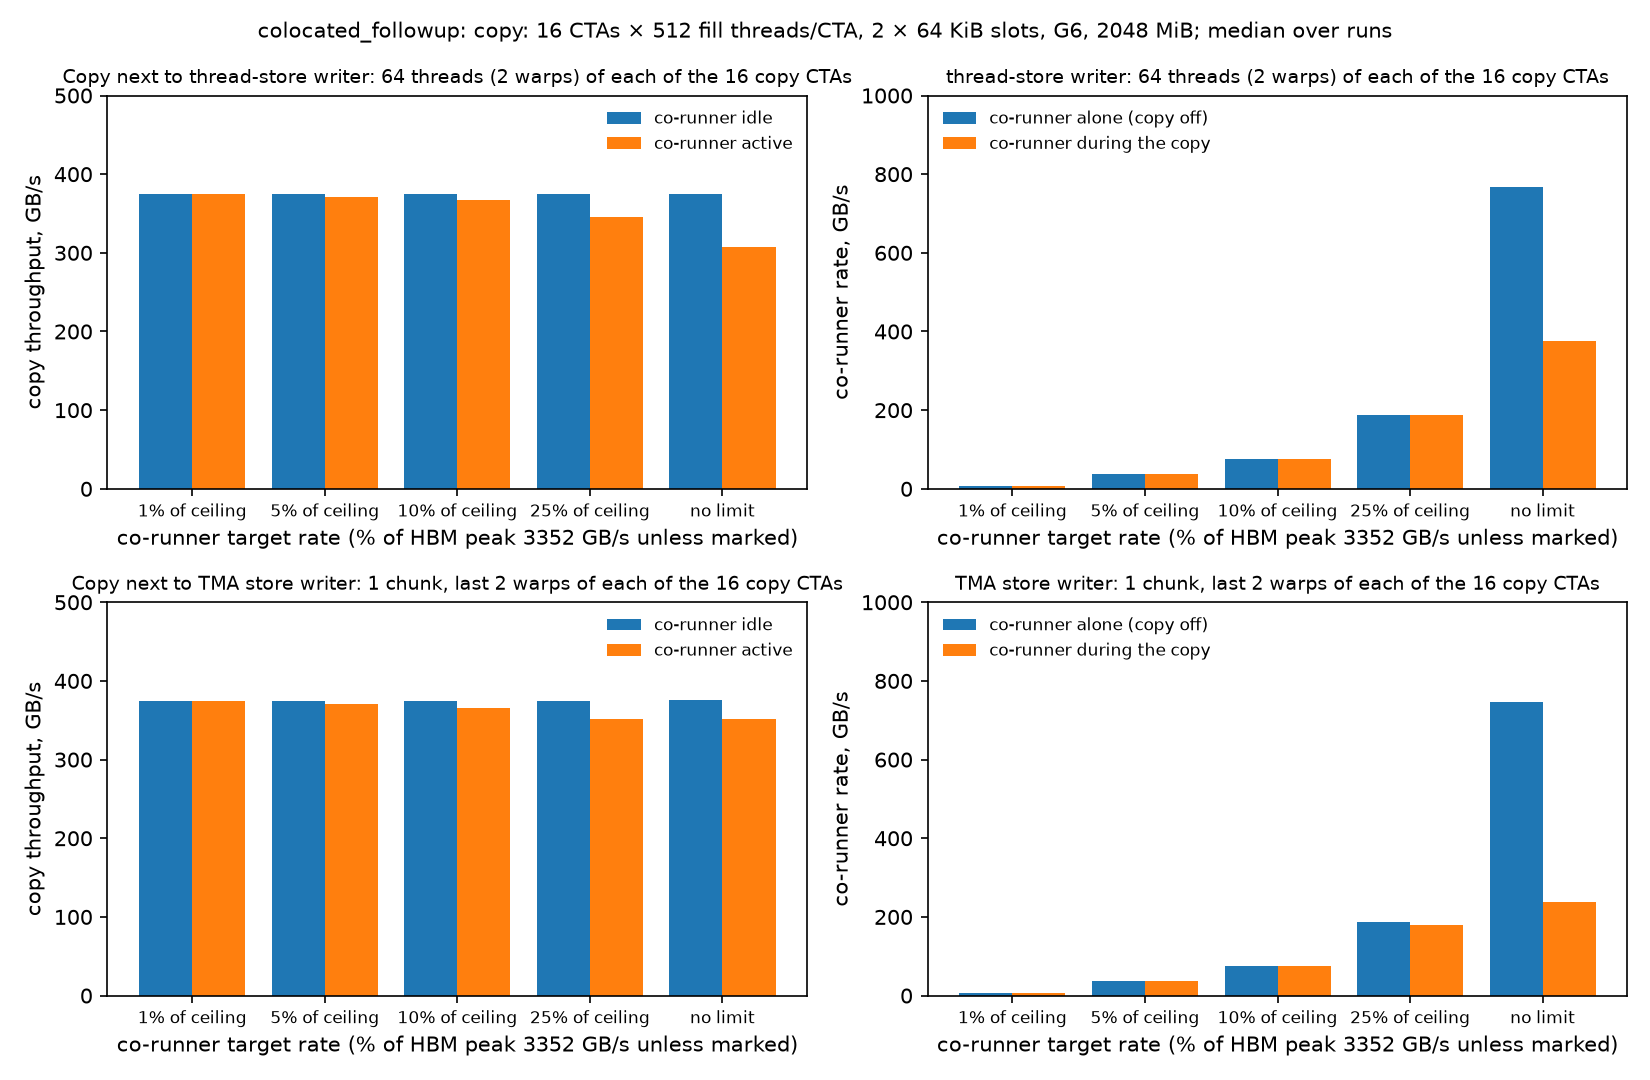 colocated_followup: copy: 16 CTAs × 512 fill threads/CTA, 2 × 64 KiB slots, G6, 2048 MiB; median over runs
Copy next to thread-store writer: 64 threads (2 warps) of each of the 16 copy CTAs
500
400
300
200
100
0
copy throughput, GB/s
co-runner idle
co-runner active
1% of ceiling
5% of ceiling
10% of ceiling
25% of ceiling
no limit
co-runner target rate (% of HBM peak 3352 GB/s unless marked)
thread-store writer: 64 threads (2 warps) of each of the 16 copy CTAs
1000
800
600
400
200
0
co-runner rate, GB/s
co-runner alone (copy off)
co-runner during the copy
1% of ceiling
5% of ceiling
10% of ceiling
25% of ceiling
no limit
co-runner target rate (% of HBM peak 3352 GB/s unless marked)
Copy next to TMA store writer: 1 chunk, last 2 warps of each of the 16 copy CTAs
500
400
300
200
100
0
copy throughput, GB/s
co-runner idle
co-runner active
1% of ceiling
5% of ceiling
10% of ceiling
25% of ceiling
no limit
co-runner target rate (% of HBM peak 3352 GB/s unless marked)
TMA store writer: 1 chunk, last 2 warps of each of the 16 copy CTAs
1000
800
600
400
200
0
co-runner rate, GB/s
co-runner alone (copy off)
co-runner during the copy
1% of ceiling
5% of ceiling
10% of ceiling
25% of ceiling
no limit
co-runner target rate (% of HBM peak 3352 GB/s unless marked)